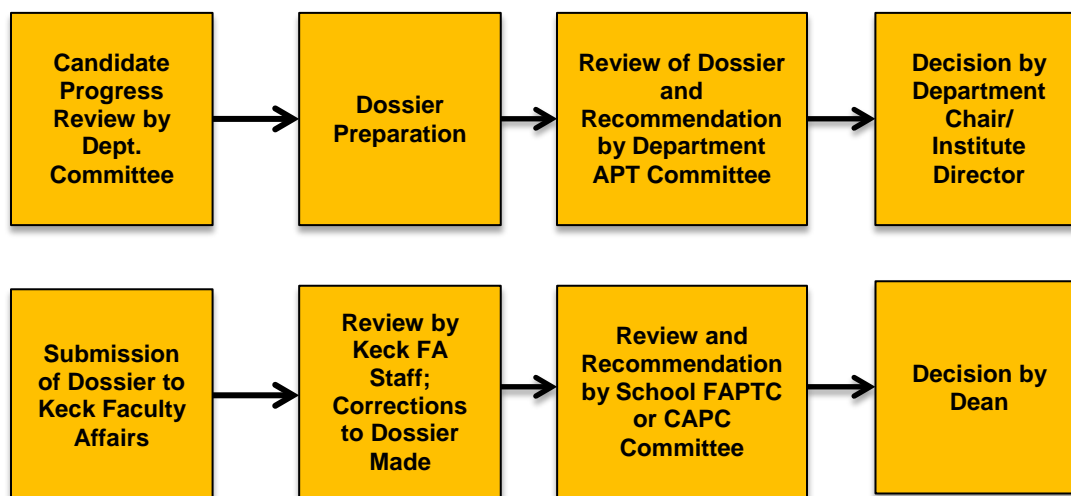 Candidate
Progress
Review by
Dept.
Committee
Dossier
Preparation
Review of Dossier
and
Recommendation
by Department
APT Committee
Decision by
Department
Chair/
Institute
Director
Submission
of Dossier to
Keck Faculty
Affairs
Review by
Keck FA
Staff;
Corrections
to Dossier
Made
Review and
Recommendation
by School FAPTC
or CAPC
Committee
Decision by
Dean